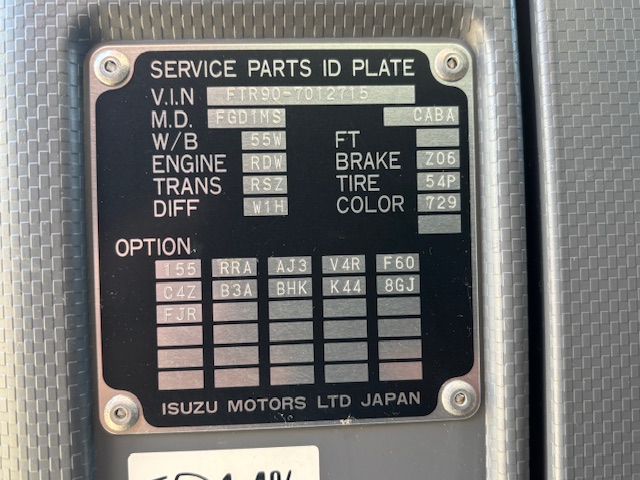 SERVICE PARTS ID PLATE
V.I.N FTR90-7012715
M.D. FGD1MS CABA
W/B 55W FT
ENGINE RDW BRAKE Z06
TRANS RSZ TIRE 54P
DIFF W1H COLOR 729
OPTION
155 RRA AJ3 V4R F60
C4Z B3A BHK K44 8GJ
FJR
ISUZU MOTORS LTD JAPAN